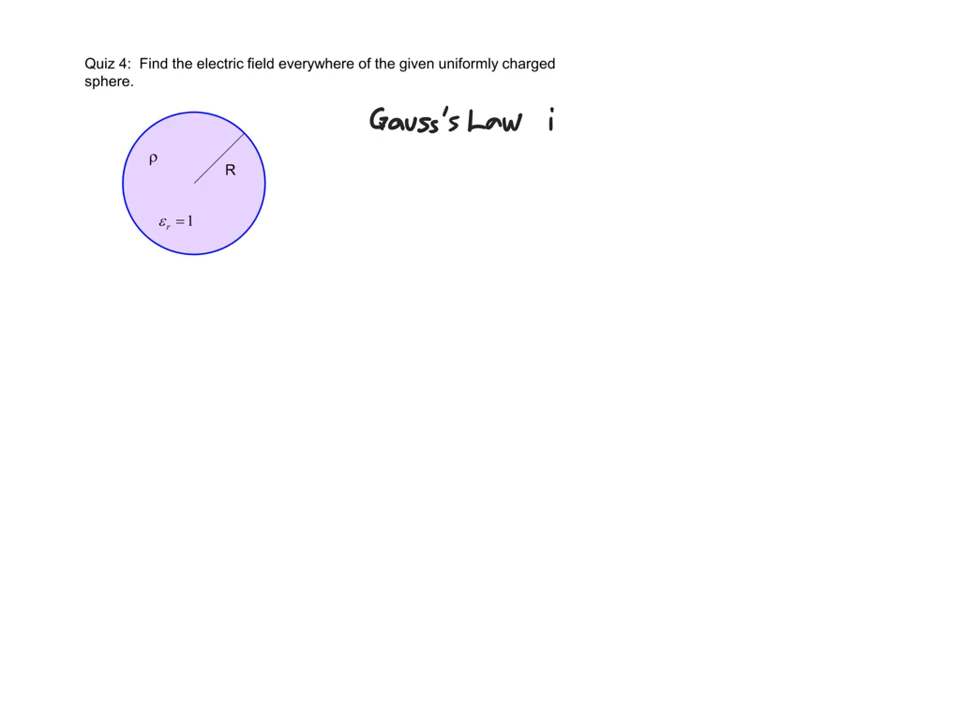 Quiz 4: Find the electric field everywhere of the given uniformly charged
sphere.
Gauss's Law i
ρ
R
εᵣ = 1